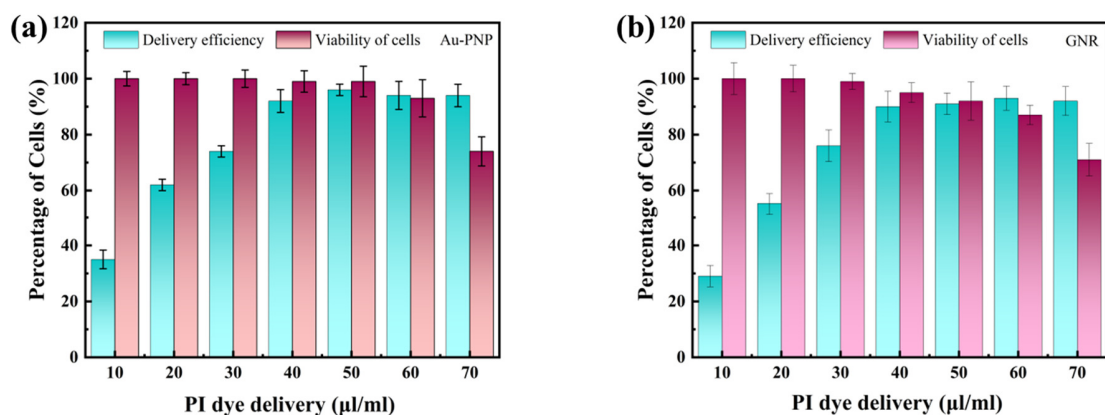 (a)
Delivery efficiency Viability of cells Au-PNP
Percentage of Cells (%)
120
100
80
60
40
20
0
10 20 30 40 50 60 70
PI dye delivery (μl/ml)
(b)
Delivery efficiency Viability of cells GNR
Percentage of Cells (%)
120
100
80
60
40
20
0
10 20 30 40 50 60 70
PI dye delivery (μl/ml)